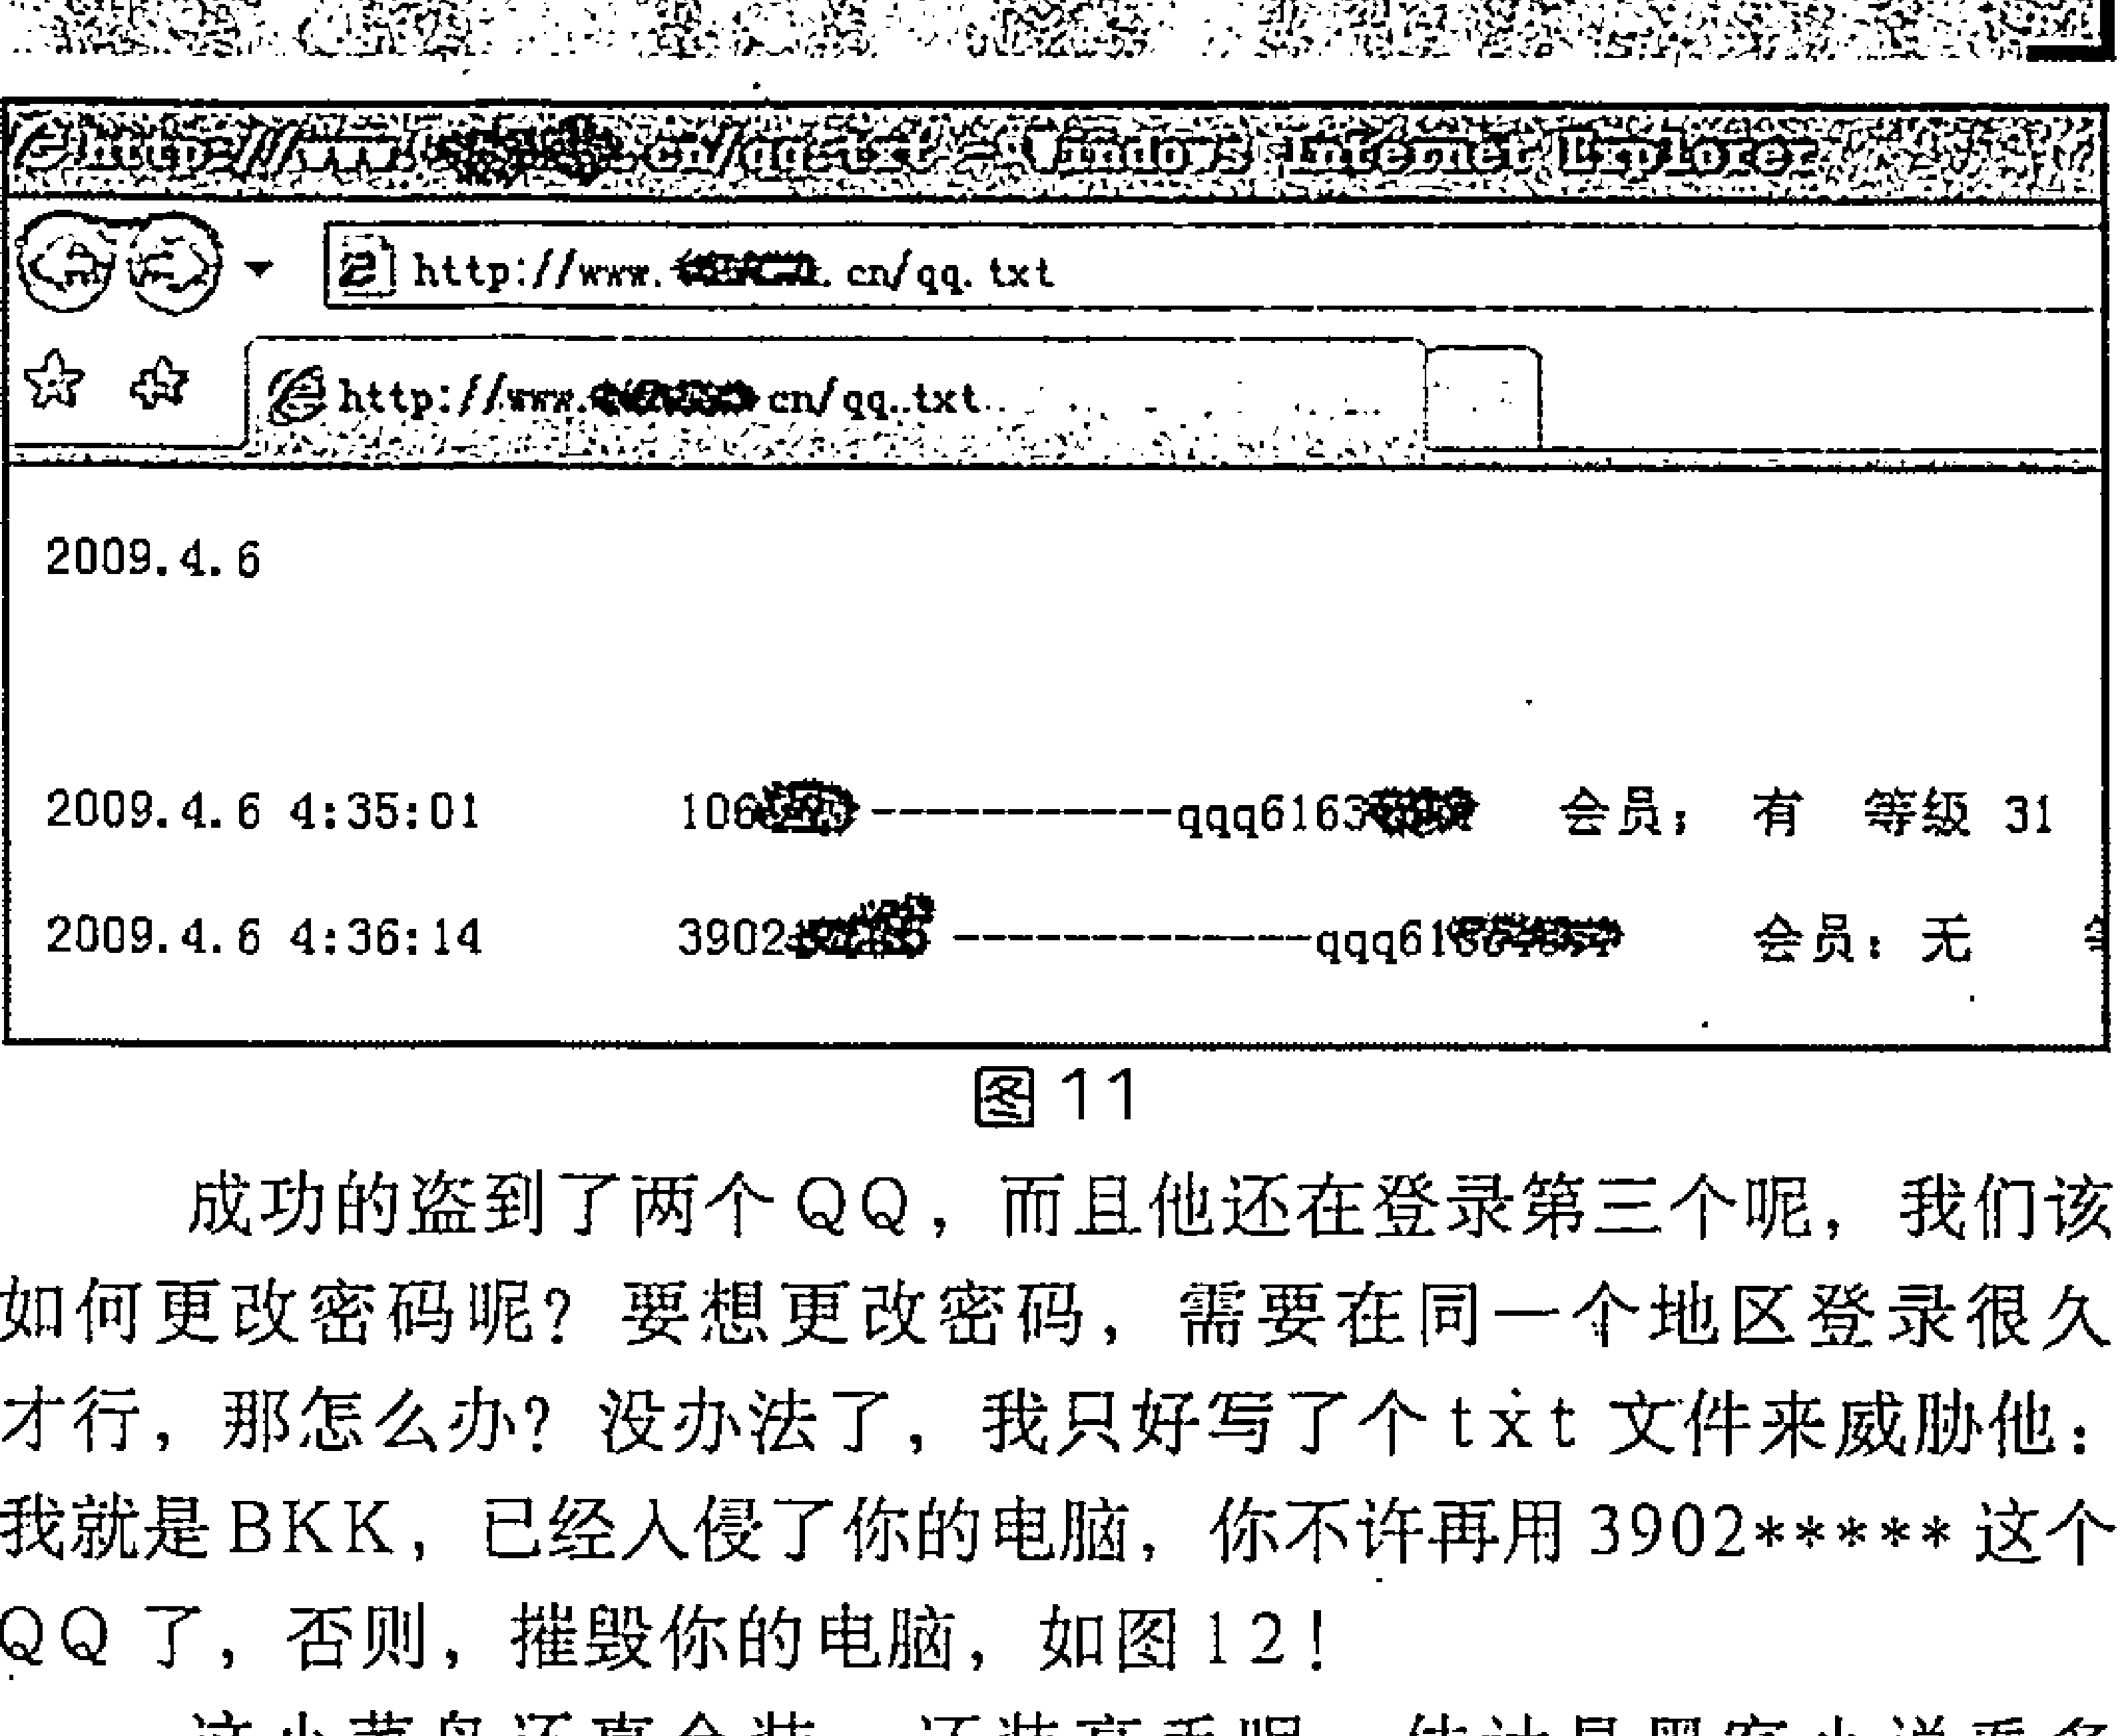 http://www. .cn/qq.txt - Windows Internet Explorer
http://www. .cn/qq.txt
http://www. cn/qq.txt
2009.4.6
2009.4.6 4:35:01 106 -----------qqq6163 会员: 有 等级 31
2009.4.6 4:36:14 3902 -------------qqq61 会员: 无
图 11
成功的盗到了两个QQ，而且他还在登录第三个呢，我们该
如何更改密码呢？要想更改密码，需要在同一个地区登录很久
才行，那怎么办？没办法了，我只好写了个txt文件来威胁他：
我就是BKK，已经入侵了你的电脑，你不许再用3902*****这个
QQ了，否则，摧毁你的电脑，如图12！